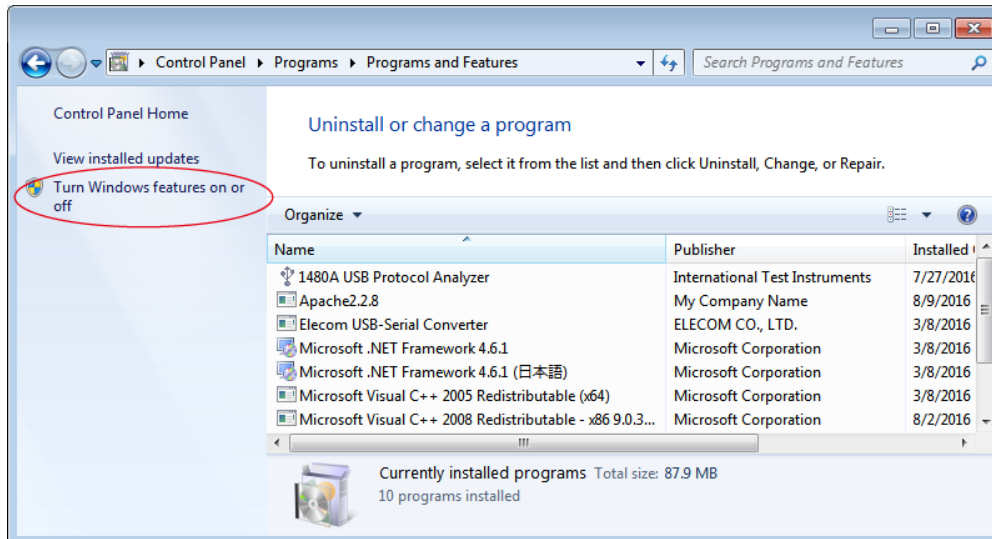 Control Panel Programs Programs and Features Search Programs and Features
Control Panel Home
View installed updates
Turn Windows features on or
off
Uninstall or change a program
To uninstall a program, select it from the list and then click Uninstall, Change, or Repair.
Organize
Name Publisher Installed
1480A USB Protocol Analyzer International Test Instruments 7/27/2016
Apache2.2.8 My Company Name 8/9/2016
Elecom USB-Serial Converter ELECOM CO., LTD. 3/8/2016
Microsoft .NET Framework 4.6.1 Microsoft Corporation 3/8/2016
Microsoft .NET Framework 4.6.1 (日本語) Microsoft Corporation 3/8/2016
Microsoft Visual C++ 2005 Redistributable (x64) Microsoft Corporation 3/8/2016
Microsoft Visual C++ 2008 Redistributable - x86 9.0.3... Microsoft Corporation 8/2/2016
Currently installed programs Total size: 87.9 MB
10 programs installed